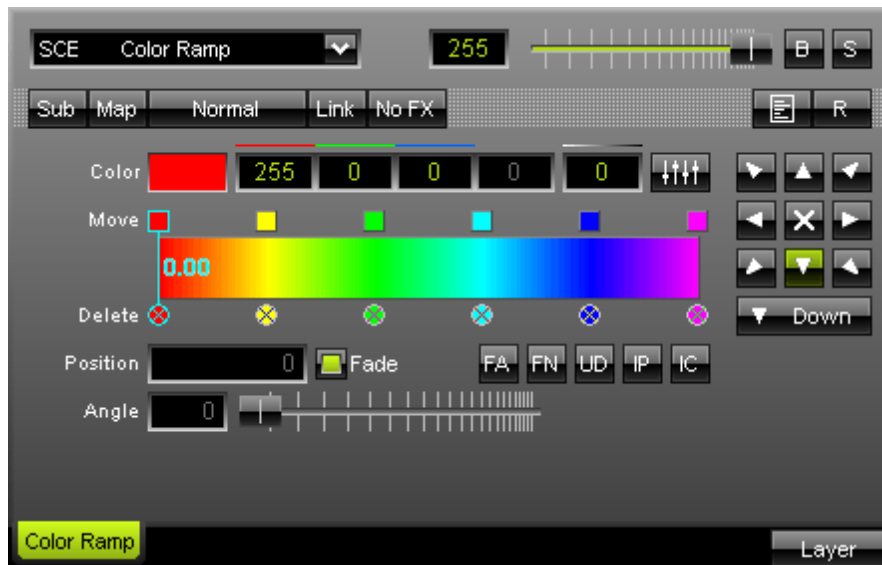 SCE Color Ramp 255 B S
Sub Map Normal Link No FX R
Color 255 0 0 0 0
Move
0.00
Delete Down
Position 0 Fade FA FN UD IP IC
Angle 0
Color Ramp Layer